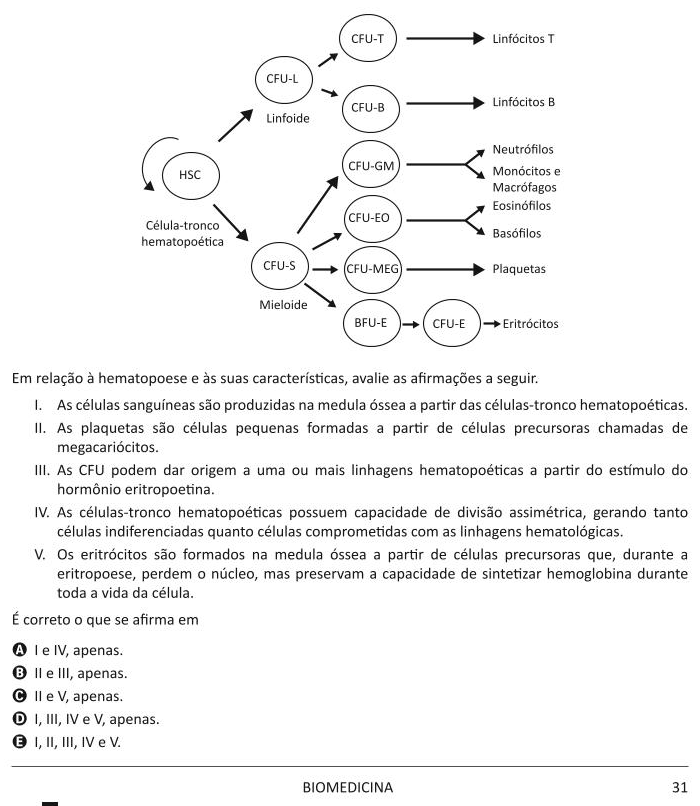 CFU-T
Linfócitos T
CFU-L
Linfoide
CFU-B
Linfócitos B
HSC
Célula-tronco
hematopoética
CFU-GM
Neutrófilos
Monócitos e
Macrófagos
CFU-EO
Eosinófilos
Basófilos
CFU-S
Mieloide
CFU-MEG
Plaquetas
BFU-E
CFU-E
Eritrócitos
Em relação à hematopoese e às suas características, avalie as afirmações a seguir.
I. As células sanguíneas são produzidas na medula óssea a partir das células-tronco hematopoéticas.
II. As plaquetas são células pequenas formadas a partir de células precursoras chamadas de
megacariócitos.
III. As CFU podem dar origem a uma ou mais linhagens hematopoéticas a partir do estímulo do
hormônio eritropoetina.
IV. As células-tronco hematopoéticas possuem capacidade de divisão assimétrica, gerando tanto
células indiferenciadas quanto células comprometidas com as linhagens hematológicas.
V. Os eritrócitos são formados na medula óssea a partir de células precursoras que, durante a
eritropoese, perdem o núcleo, mas preservam a capacidade de sintetizar hemoglobina durante
toda a vida da célula.
É correto o que se afirma em
A I e IV, apenas.
B II e III, apenas.
C II e V, apenas.
D I, III, IV e V, apenas.
E I, II, III, IV e V.
BIOMEDICINA 31